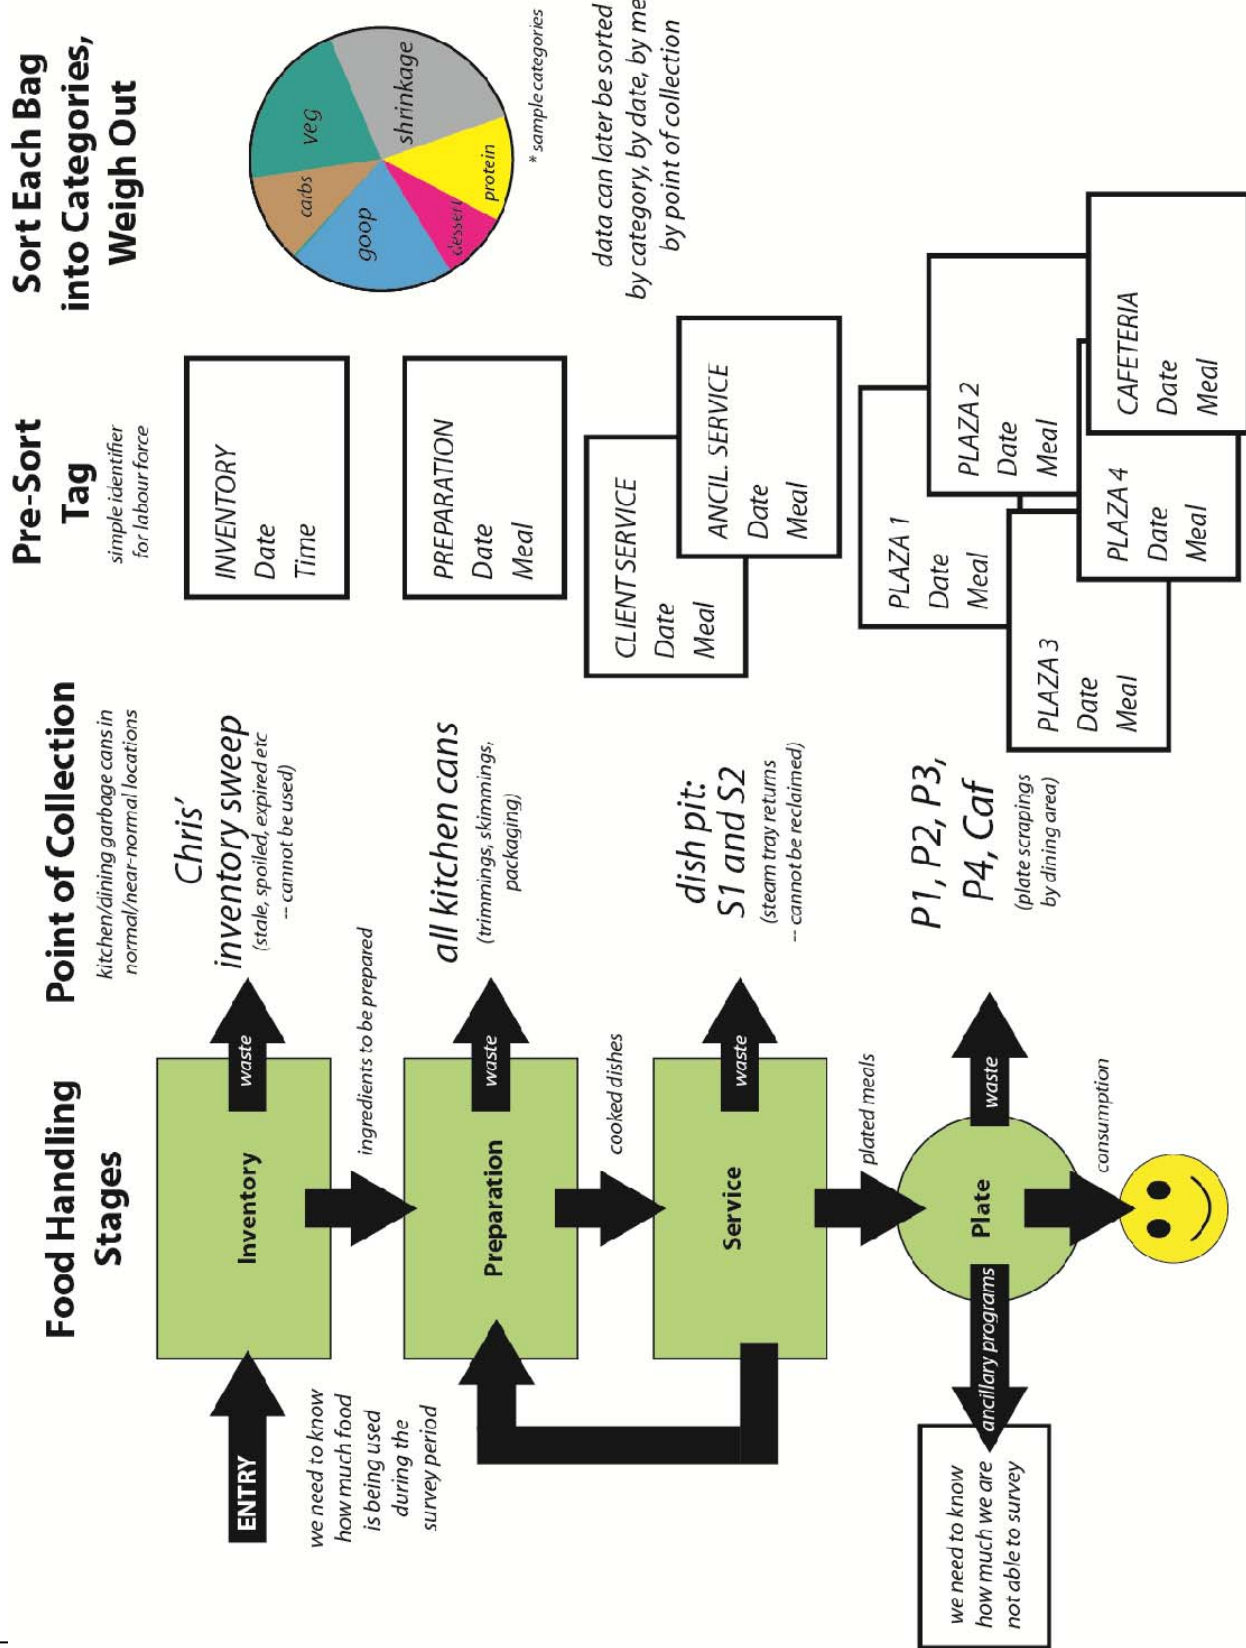 Food Handling
Stages
ENTRY
we need to know
how much food
is being used
during the
survey period
Inventory
waste
ingredients to be prepared
Preparation
waste
cooked dishes
Service
waste
plated meals
Plate
waste
ancillary programs
we need to know
how much we are
not able to survey
consumption
Point of Collection
kitchen/dining garbage cans in
normal/near-normal locations
Chris'
inventory sweep
(stale, spoiled, expired etc
-- cannot be used)
all kitchen cans
(trimmings, skimmings,
packaging)
dish pit:
S1 and S2
(steam tray returns
-- cannot be reclaimed)
P1, P2, P3,
P4, Caf
(plate scrapings
by dining area)
Pre-Sort
Tag
simple identifier
for labour force
INVENTORY
Date
Time
PREPARATION
Date
Meal
CLIENT SERVICE
Date
Meal
ANCIL. SERVICE
Date
Meal
PLAZA 1
Date
Meal
PLAZA 2
Date
Meal
PLAZA 3
Date
Meal
PLAZA 4
Date
Meal
CAFETERIA
Date
Meal
Sort Each Bag
into Categories,
Weigh Out
veg
carbs
shrinkage
goop
dessert
protein
* sample categories
data can later be sorted
by category, by date, by me
by point of collection